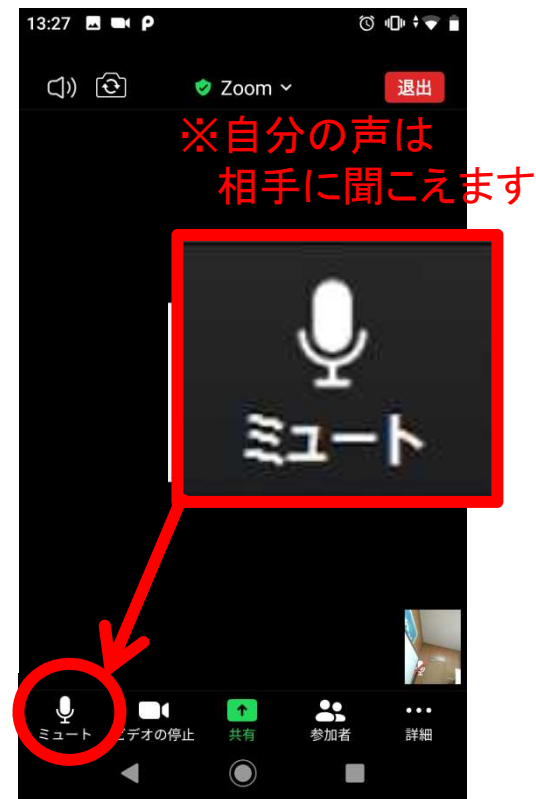 13:27
Zoom
退出
※自分の声は
相手に聞こえます
ミュート
ミュート
ビデオの停止
共有
参加者
詳細